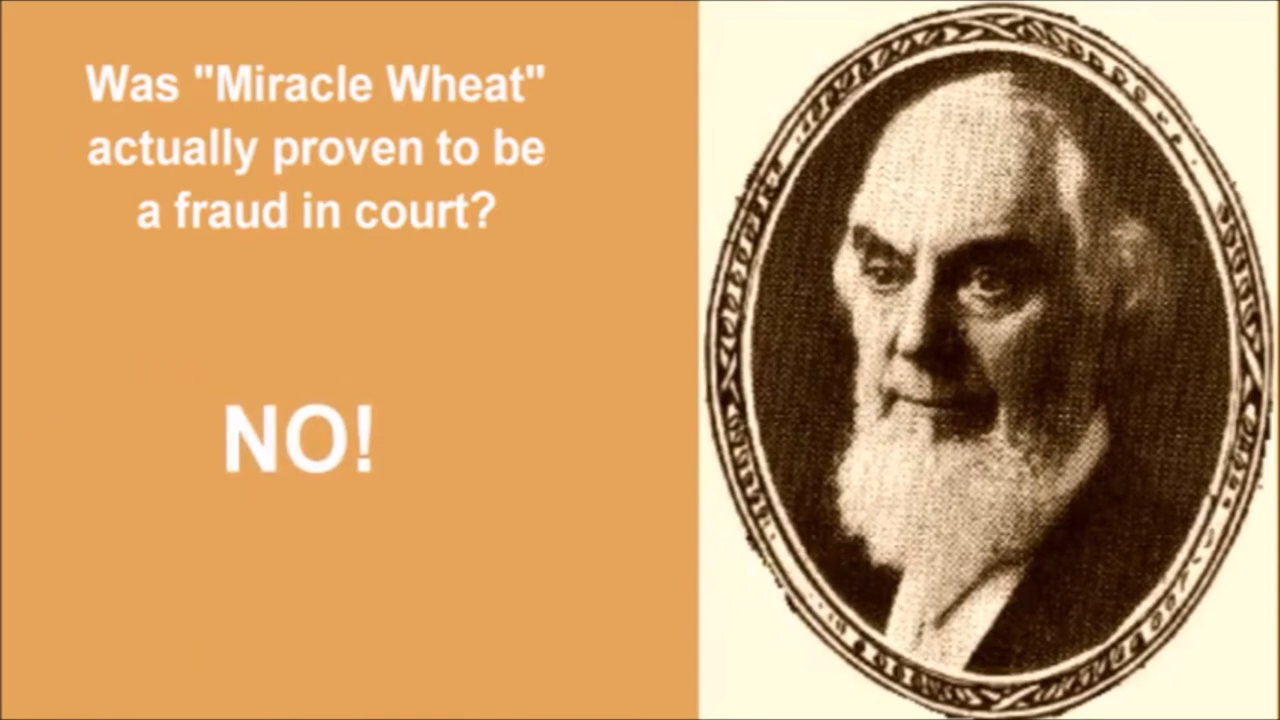 Was "Miracle Wheat"
actually proven to be
a fraud in court?
NO!